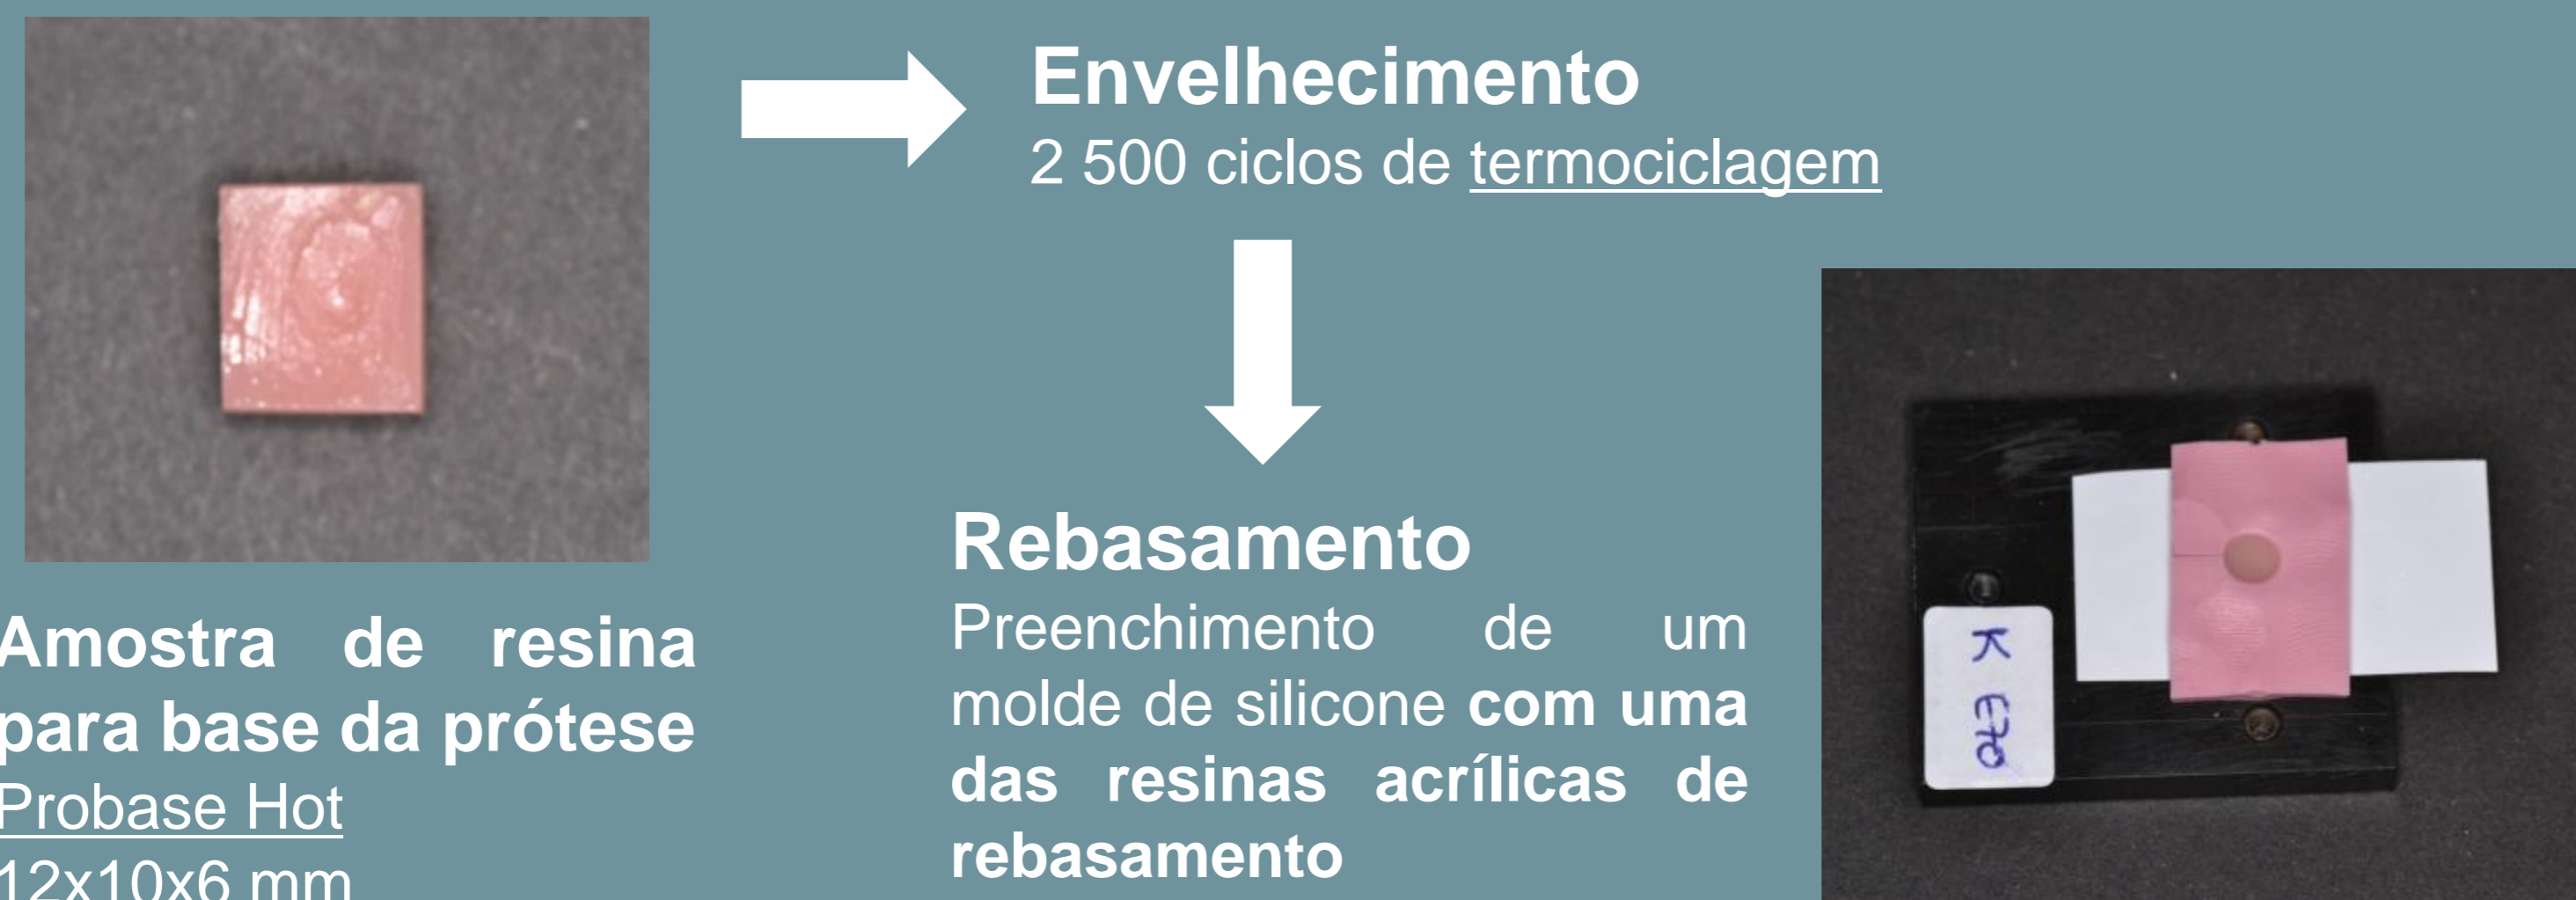 Envelhecimento
2 500 ciclos de termociclagem
Amostra de resina
para base da prótese
Probase Hot
12x10x6 mm
Rebasamento
Preenchimento de um
molde de silicone com uma
das resinas acrílicas de
rebasamento
K E70